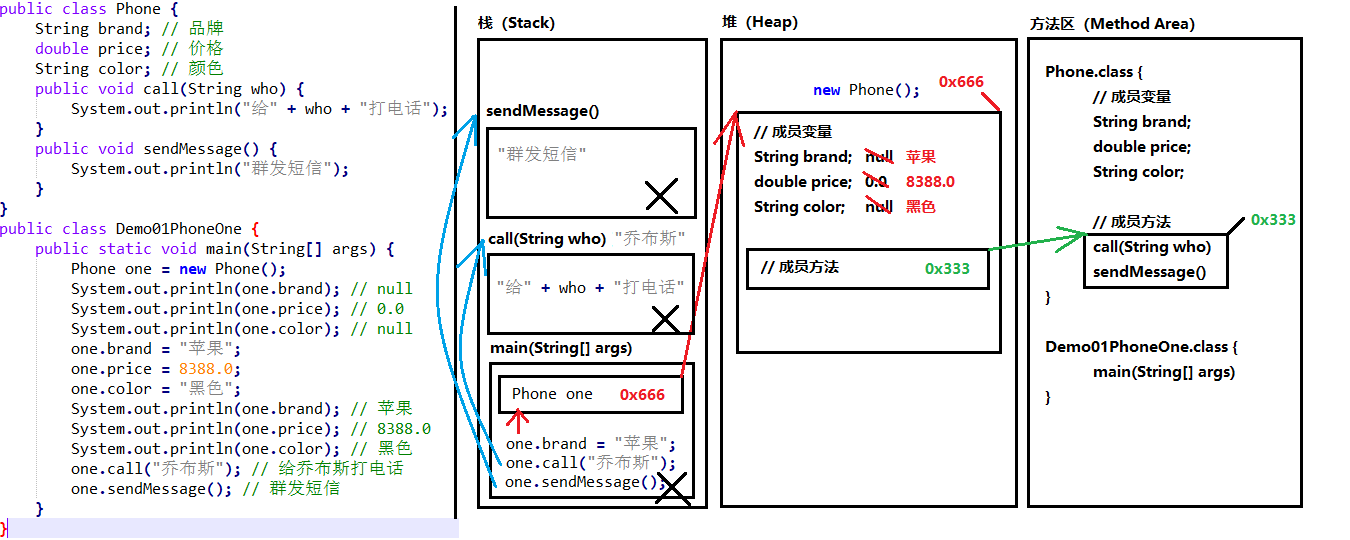 public class Phone {
String brand; // 品牌
double price; // 价格
String color; // 颜色
public void call(String who) {
System.out.println("给" + who + "打电话");
}
public void sendMessage() {
System.out.println("群发短信");
}
}
public class Demo01PhoneOne {
public static void main(String[] args) {
Phone one = new Phone();
System.out.println(one.brand); // null
System.out.println(one.price); // 0.0
System.out.println(one.color); // null
one.brand = "苹果";
one.price = 8388.0;
one.color = "黑色";
System.out.println(one.brand); // 苹果
System.out.println(one.price); // 8388.0
System.out.println(one.color); // 黑色
one.call("乔布斯"); // 给乔布斯打电话
one.sendMessage(); // 群发短信
}
}
栈（Stack）
sendMessage()
"群发短信"
call(String who) "乔布斯"
"给" + who + "打电话"
main(String[] args)
Phone one 0x666
one.brand = "苹果";
one.call("乔布斯");
one.sendMessage();
堆（Heap）
0x666
new Phone();
// 成员变量
String brand; null 苹果
double price; 0.0 8388.0
String color; null 黑色
// 成员方法 0x333
方法区（Method Area）
Phone.class {
// 成员变量
String brand;
double price;
String color;
// 成员方法 0x333
call(String who)
sendMessage()
}
Demo01PhoneOne.class {
main(String[] args)
}